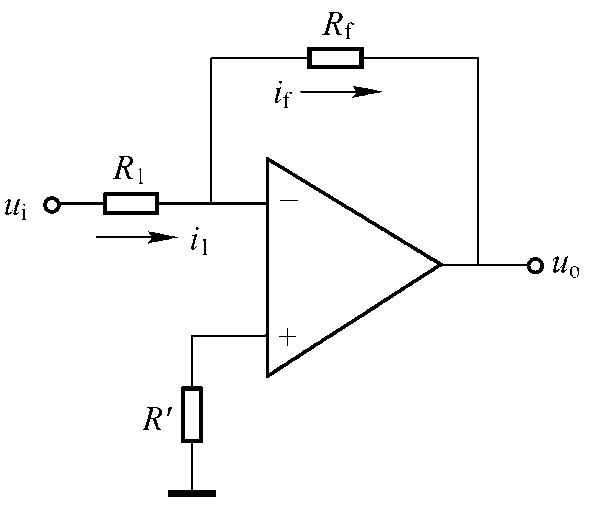 Rf
if
R1
ui
i1
−
uo
+
R′